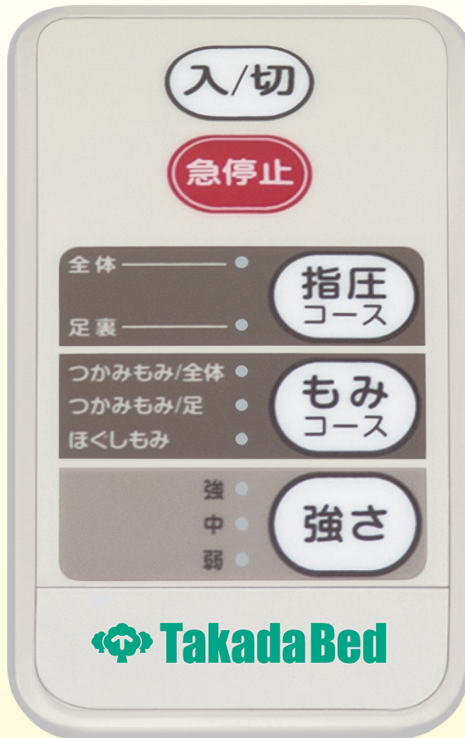 入/切
急停止
全体
足裏
指圧
コース
つかみもみ/全体
つかみもみ/足
ほぐしもみ
もみ
コース
強
中
弱
強さ
TakadaBed